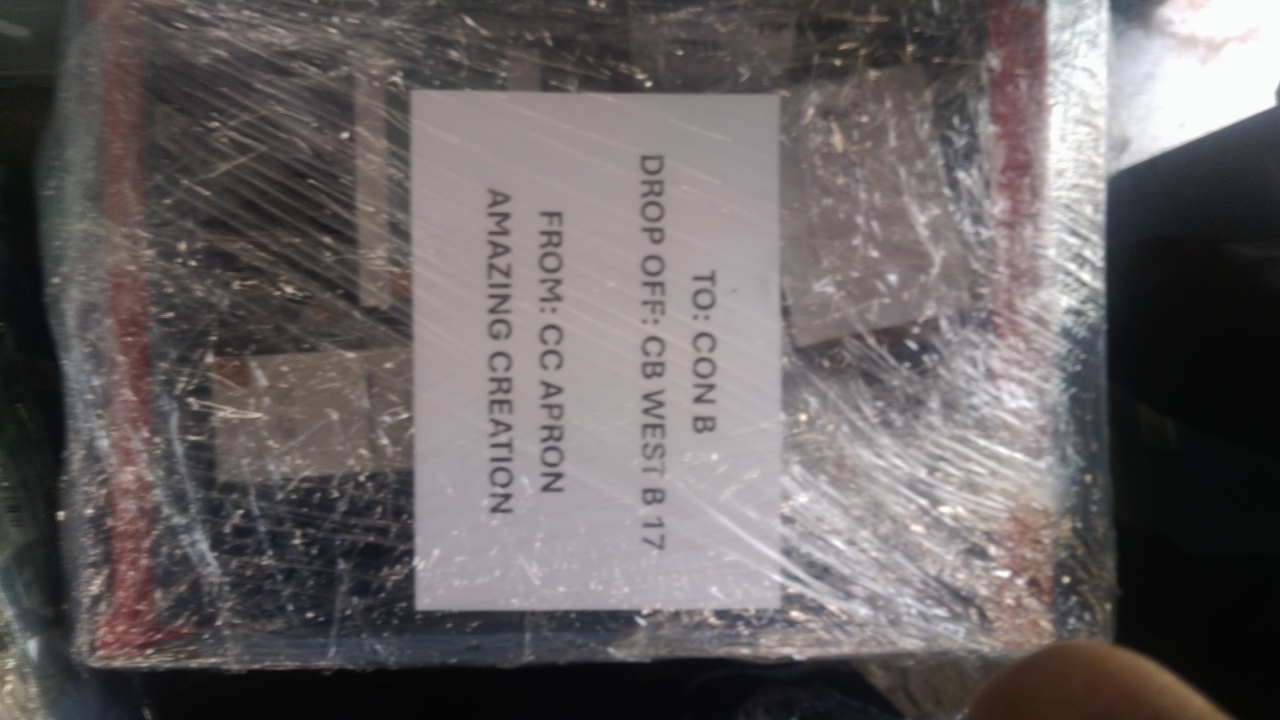 TO: CON B
DROP OFF: CB WEST B 17
FROM: CC APRON
AMAZING CREATION